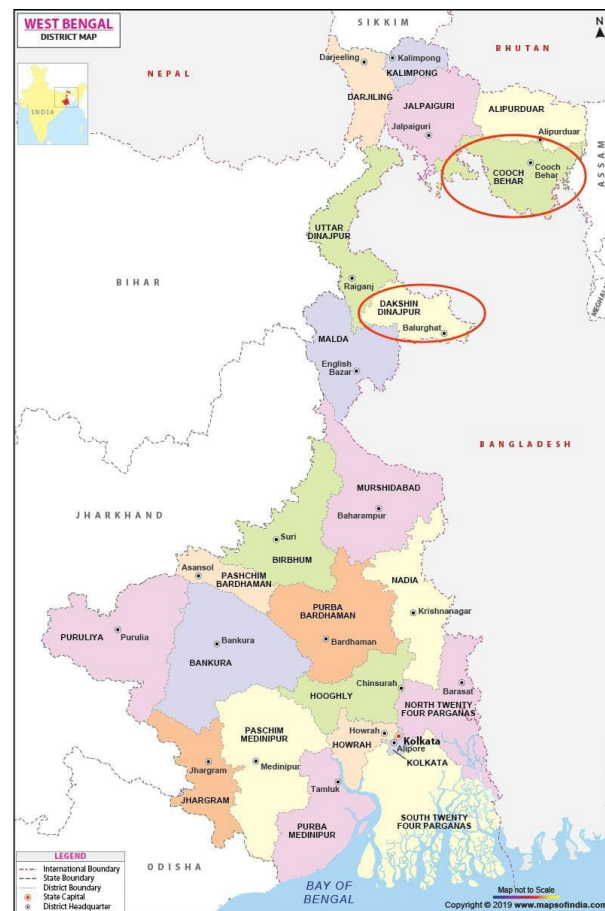 WEST BENGAL
DISTRICT MAP
SIKKIM
N
BHUTAN
NEPAL
INDIA
Darjeeling
Kalimpong
KALIMPONG
DARJILING
JALPAIGURI
ALIPURDUAR
Jalpaiguri
Alipurduar
ASSAM
COOCH
BEHAR
Cooch
Behar
UTTAR
DINAJPUR
BIHAR
Raiganj
DAKSHIN
DINAJPUR
MEGHALAYA
Balurghat
MALDA
English
Bazar
BANGLADESH
MURSHIDABAD
JHARKHAND
Baharampur
Suri
BIRBHUM
Asansol
PASHCHIM
BARDHAMAN
NADIA
PURBA
BARDHAMAN
Krishnanagar
PURULIYA
Purulia
Bankura
BANKURA
Bardhaman
Chinsurah
Barasat
HOOGHLY
NORTH TWENTY
FOUR PARGANAS
PASCHIM
MEDINIPUR
Howrah
HOWRAH
Kolkata
Alipore
KOLKATA
Jhargram
Medinipur
JHARGRAM
Tamluk
PURBA
MEDINIPUR
SOUTH TWENTY
FOUR PARGANAS
LEGEND
International Boundary
State Boundary
District Boundary
State Capital
District Headquarter
ODISHA
BAY OF
BENGAL
Map not to Scale
Copyright © 2019 www.mapsofindia.com